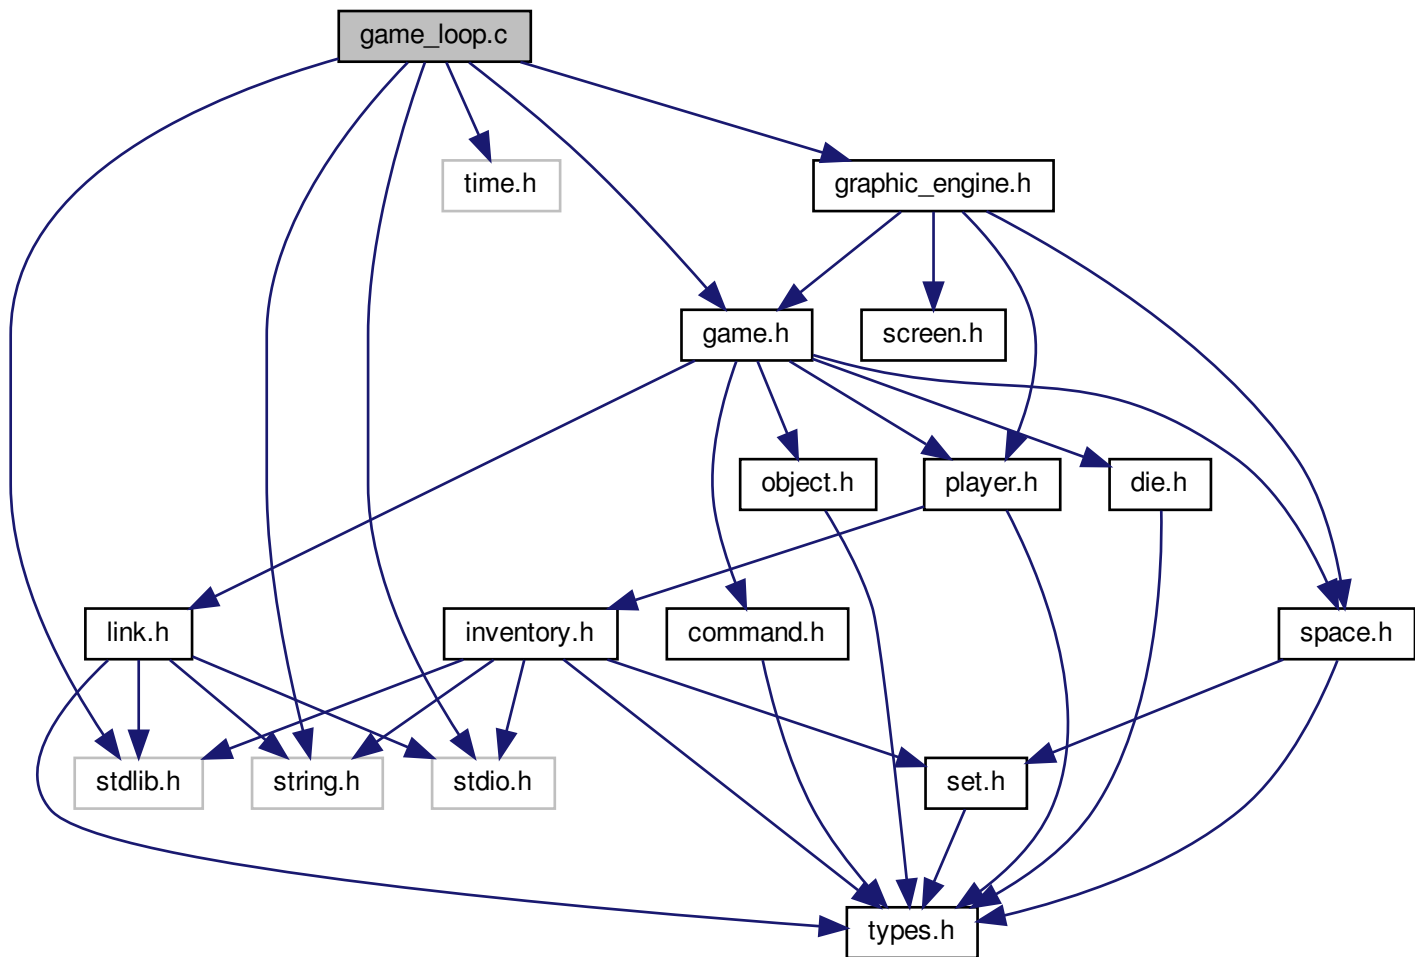 game_loop.c
time.h
graphic_engine.h
game.h
screen.h
object.h
player.h
die.h
link.h
inventory.h
command.h
space.h
stdlib.h
string.h
stdio.h
set.h
types.h